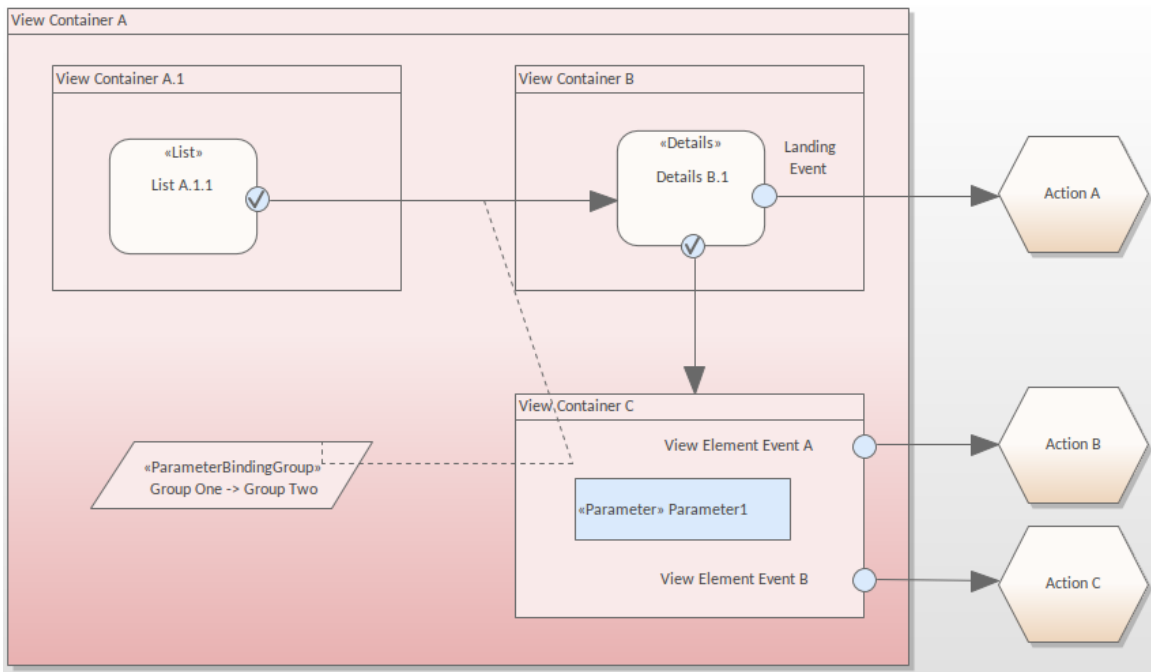 View Container A
View Container A.1
View Container B
«List»
List A.1.1
«Details»
Details B.1
Landing
Event
Action A
View Container C
View Element Event A
Action B
«ParameterBindingGroup»
Group One -> Group Two
«Parameter» Parameter1
View Element Event B
Action C